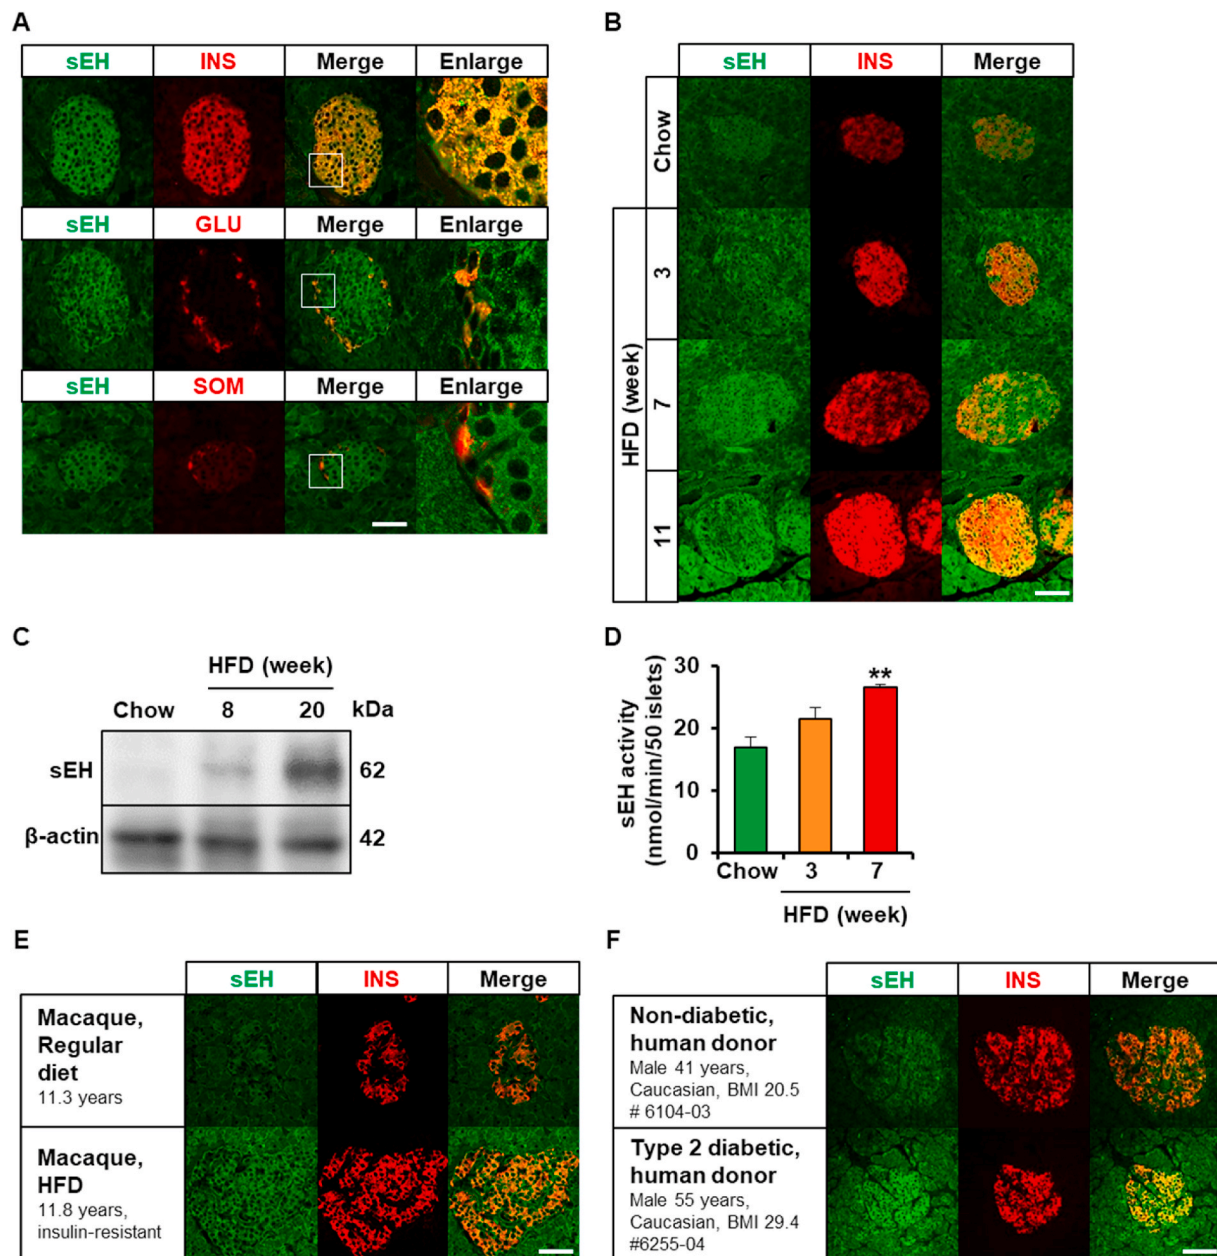 A
sEH INS Merge Enlarge
sEH GLU Merge Enlarge
sEH SOM Merge Enlarge
B
sEH INS Merge
Chow
HFD (week)
3
7
11
C
HFD (week)
Chow 8 20 kDa
sEH 62
β-actin 42
D
sEH activity
(nmol/min/50 islets)
30
20
10
0
**
Chow 3 7
HFD (week)
E
sEH INS Merge
Macaque,
Regular
diet
11.3 years
Macaque,
HFD
11.8 years,
insulin-resistant
F
sEH INS Merge
Non-diabetic,
human donor
Male 41 years,
Caucasian, BMI 20.5
# 6104-03
Type 2 diabetic,
human donor
Male 55 years,
Caucasian, BMI 29.4
#6255-04